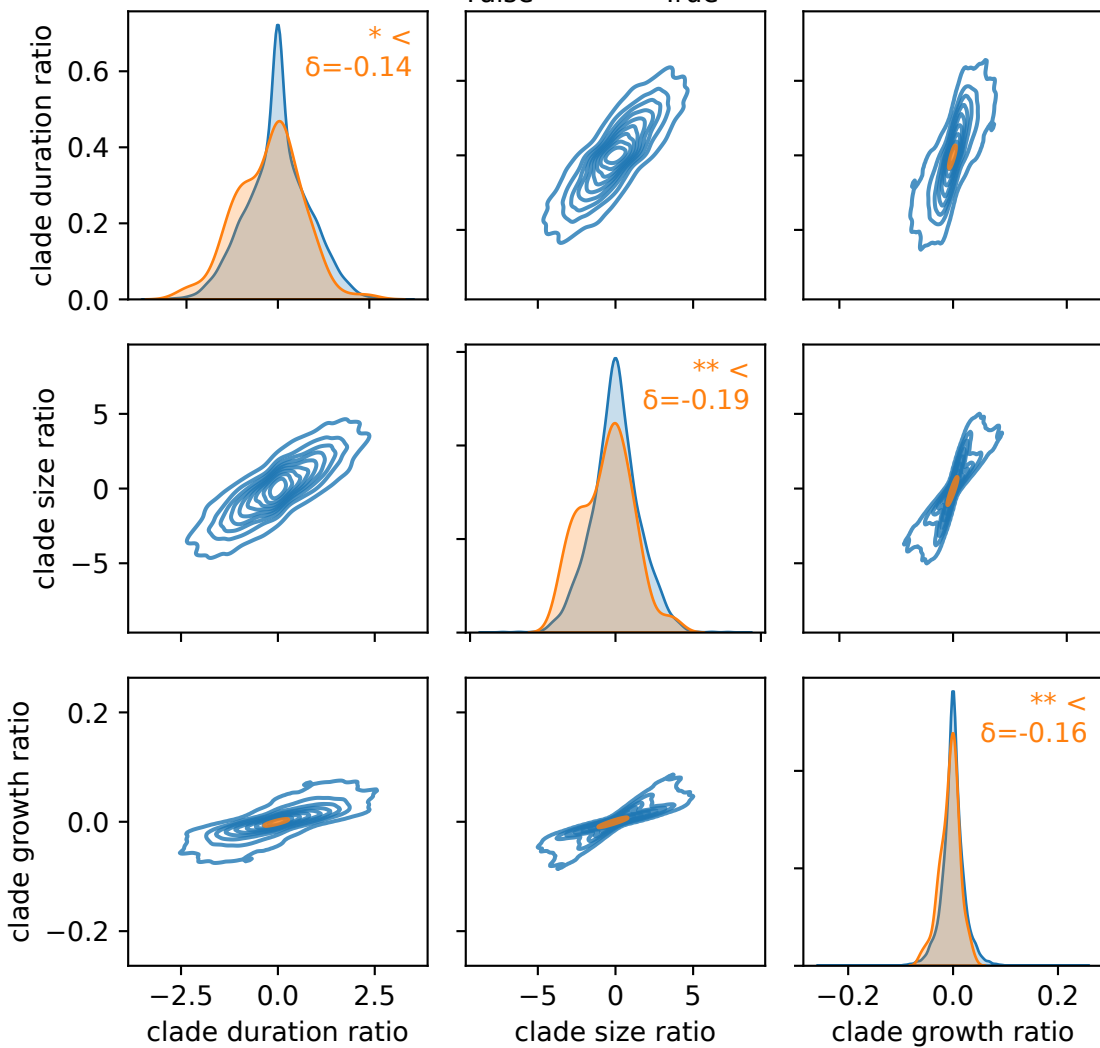 clade duration ratio
0.6
0.4
0.2
0.0
* <
δ=-0.14
clade size ratio
5
0
−5
** <
δ=-0.19
clade growth ratio
0.2
0.0
−0.2
** <
δ=-0.16
−2.5 0.0 2.5
clade duration ratio
−5 0 5
clade size ratio
−0.2 0.0 0.2
clade growth ratio